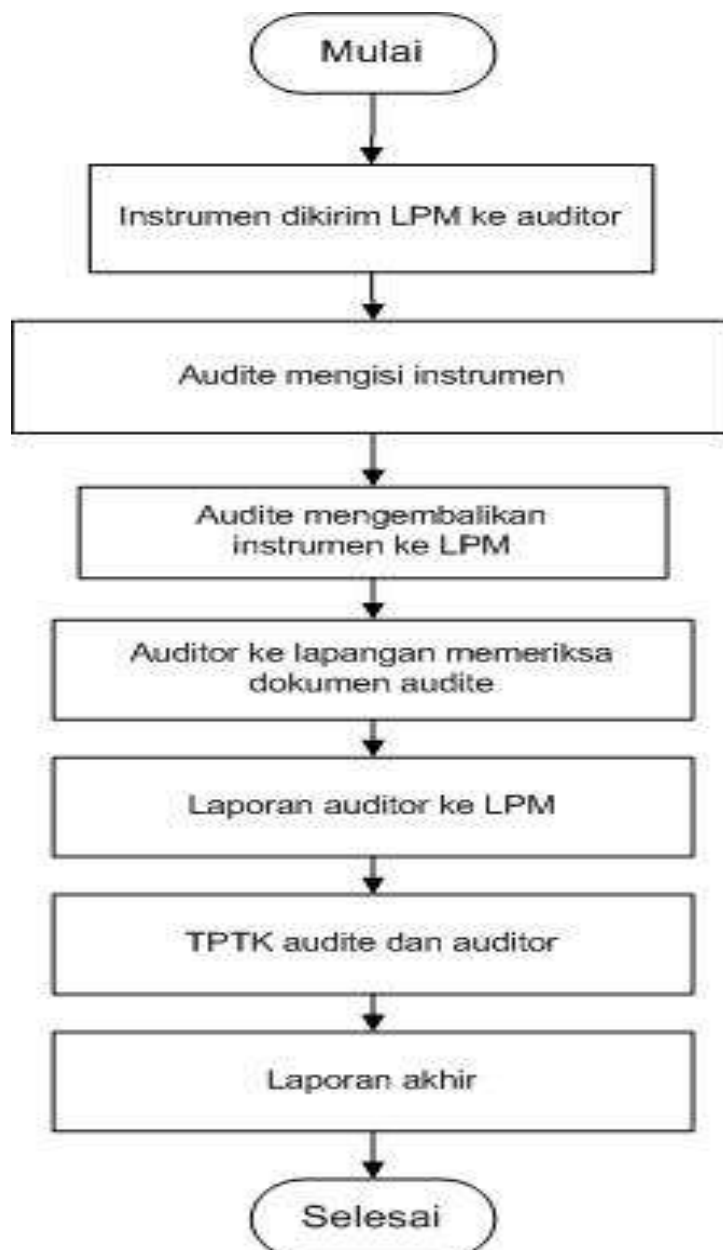 Mulai
Instrumen dikirim LPM ke auditor
Audite mengisi instrumen
Audite mengembalikan
instrumen ke LPM
Auditor ke lapangan memeriksa
dokumen audite
Laporan auditor ke LPM
TPTK audite dan auditor
Laporan akhir
Selesai